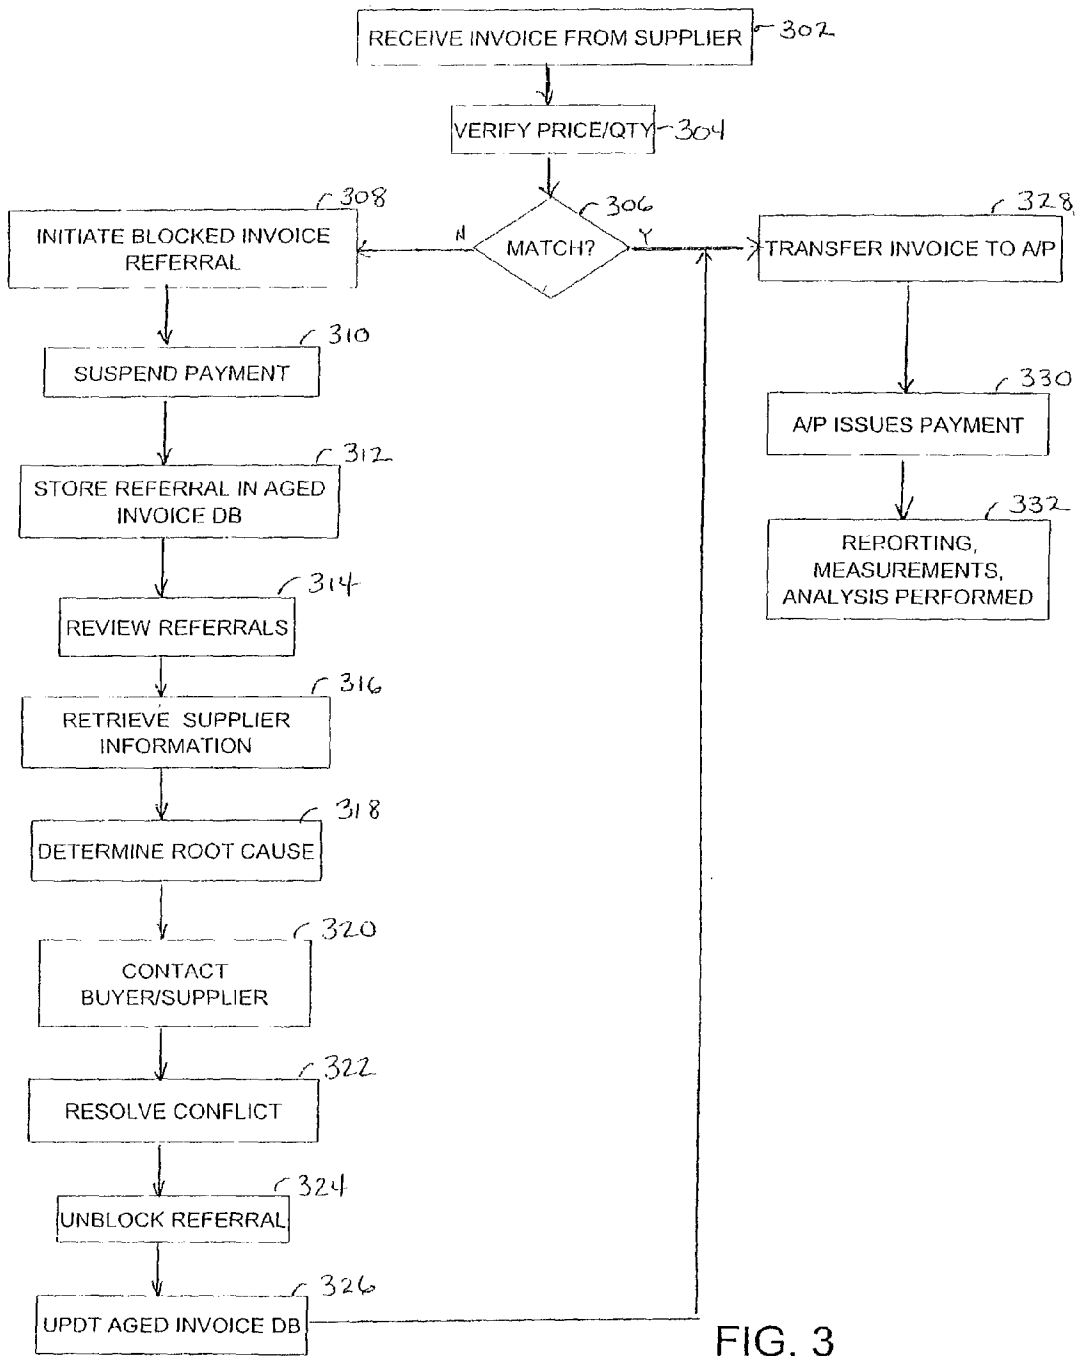 RECEIVE INVOICE FROM SUPPLIER
302
VERIFY PRICE/QTY
304
306
MATCH?
N
Y
308
INITIATE BLOCKED INVOICE
REFERRAL
310
SUSPEND PAYMENT
312
STORE REFERRAL IN AGED
INVOICE DB
314
REVIEW REFERRALS
316
RETRIEVE SUPPLIER
INFORMATION
318
DETERMINE ROOT CAUSE
320
CONTACT
BUYER/SUPPLIER
322
RESOLVE CONFLICT
324
UNBLOCK REFERRAL
326
UPDT AGED INVOICE DB
328
TRANSFER INVOICE TO A/P
330
A/P ISSUES PAYMENT
332
REPORTING,
MEASUREMENTS,
ANALYSIS PERFORMED
FIG. 3